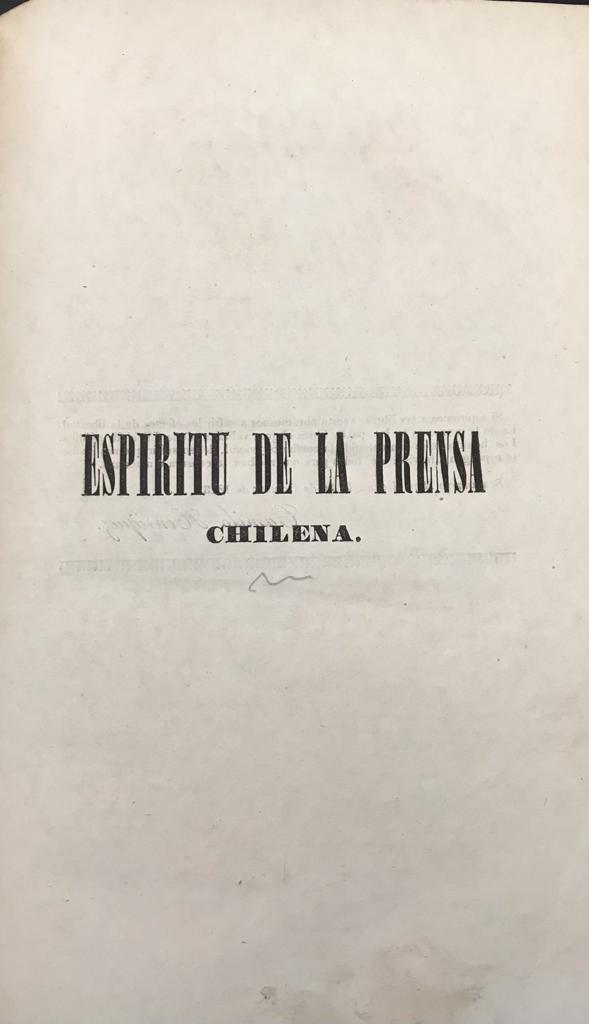 ESPIRITU DE LA PRENSA
CHILENA.